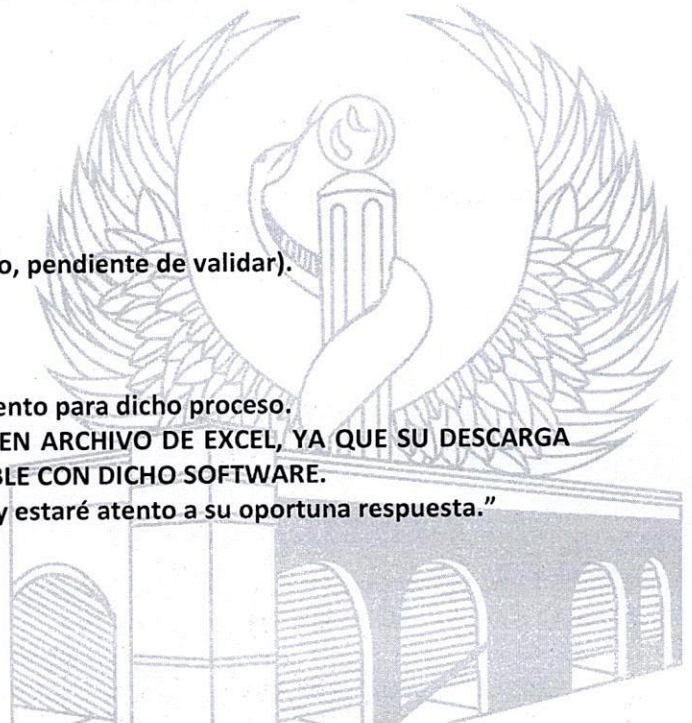 o, pendiente de validar).
ento para dicho proceso.
EN ARCHIVO DE EXCEL, YA QUE SU DESCARGA
BLE CON DICHO SOFTWARE.
y estaré atento a su oportuna respuesta.”